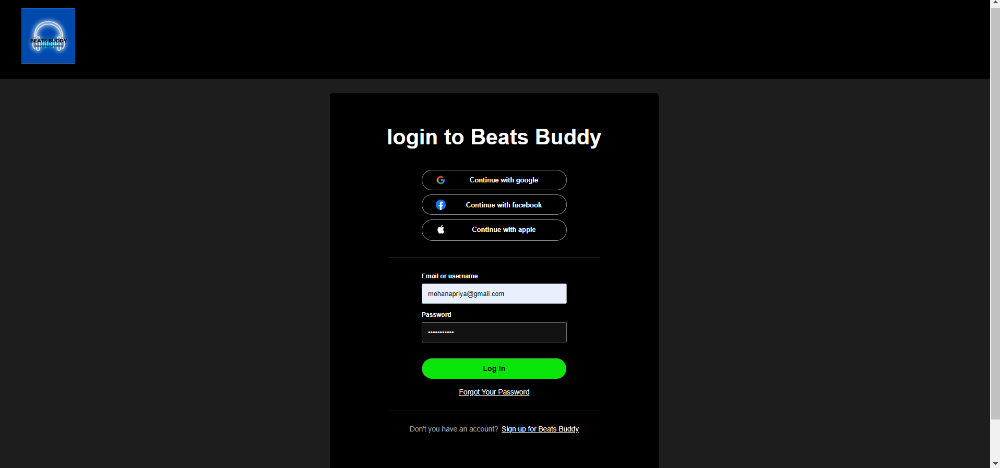 BEATS BUDDY
login to Beats Buddy
Continue with google
Continue with facebook
Continue with apple
Email or username
mohanapriya@gmail.com
Password
•••••••••••
Log In
Forgot Your Password
Don't you have an account? Sign up for Beats Buddy